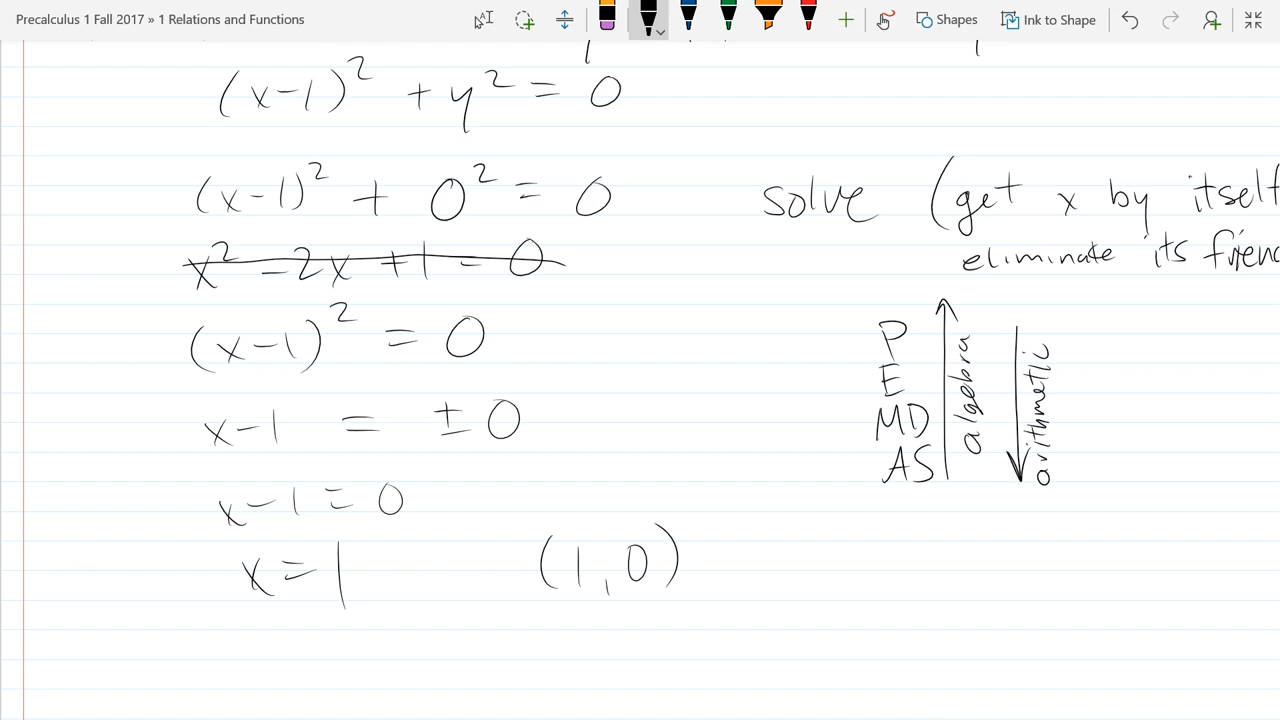 Precalculus 1 Fall 2017 » 1 Relations and Functions
Shapes
Ink to Shape
(x-1)² + y² = 0
(x-1)² + 0² = 0
x² - 2x + 1 = 0
(x-1)² = 0
x-1 = ± 0
x-1 = 0
x = 1
(1,0)
solve (get x by itself
eliminate its
P
E
MD
AS
algebra
arithmetic